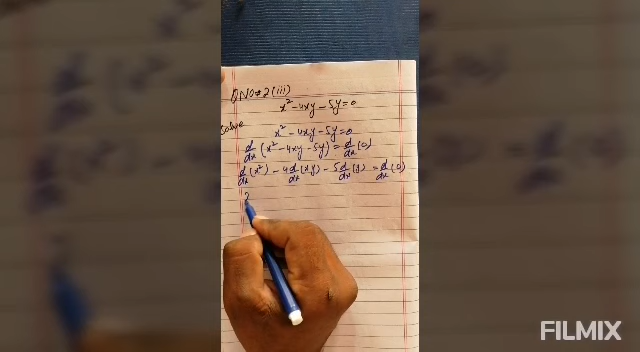 QNO#2(iii)
x² - 4xy - 5y = 0
Solve
x² - 4xy - 5y = 0
d/dx (x² - 4xy - 5y) = d/dx (0)
d/dx (x²) - 4 d/dx (xy) - 5 d/dx (y) = d/dx (0)
2
FILMIX